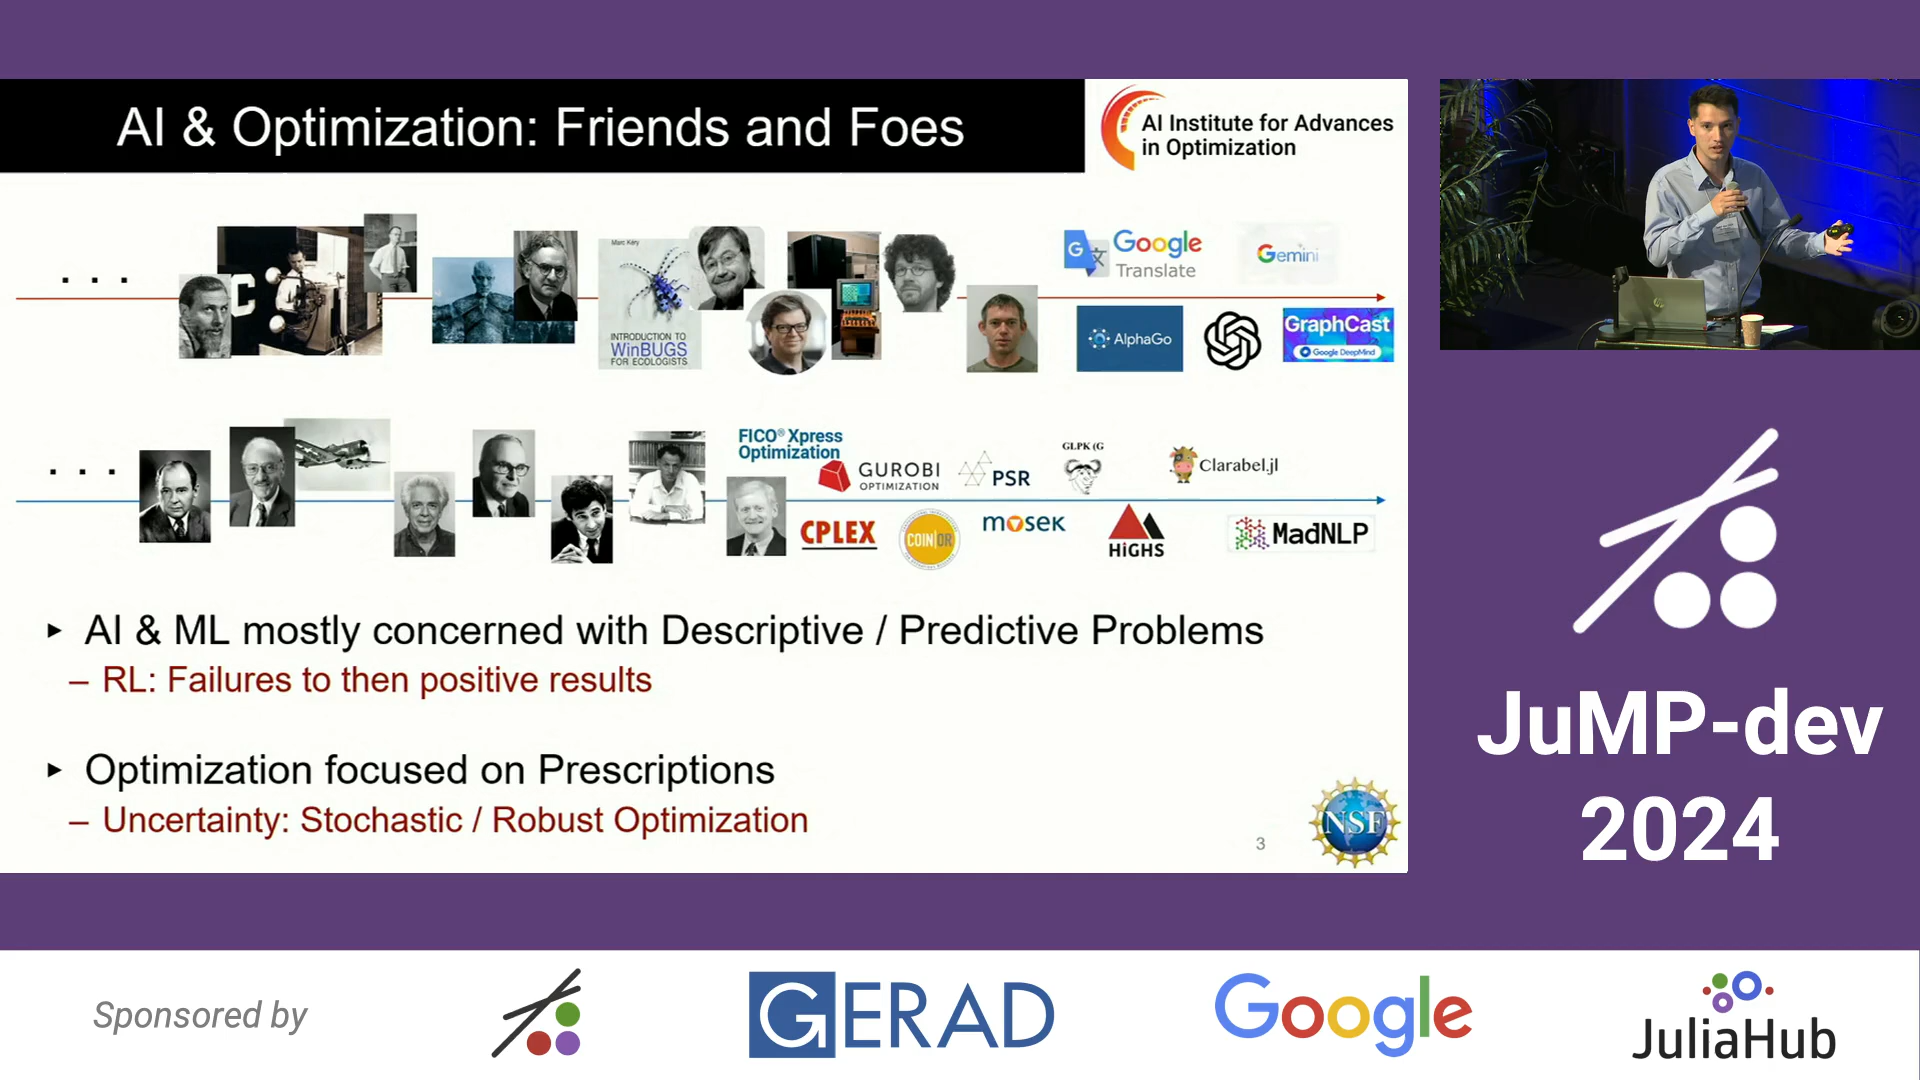 AI & Optimization: Friends and Foes
AI Institute for Advances
in Optimization
. . .
Marc Kéry
INTRODUCTION TO
WinBUGS
FOR ECOLOGISTS
Google
Translate
Gemini
AlphaGo
GraphCast
Google DeepMind
. . .
FICO® Xpress
Optimization
GUROBI
OPTIMIZATION
PSR
GLPK (G
Clarabel.jl
CPLEX
COIN|OR
mosek
HiGHS
MadNLP
▸ AI & ML mostly concerned with Descriptive / Predictive Problems
– RL: Failures to then positive results
▸ Optimization focused on Prescriptions
– Uncertainty: Stochastic / Robust Optimization
3
NSF
JuMP-dev
2024
Sponsored by
GERAD
Google
JuliaHub